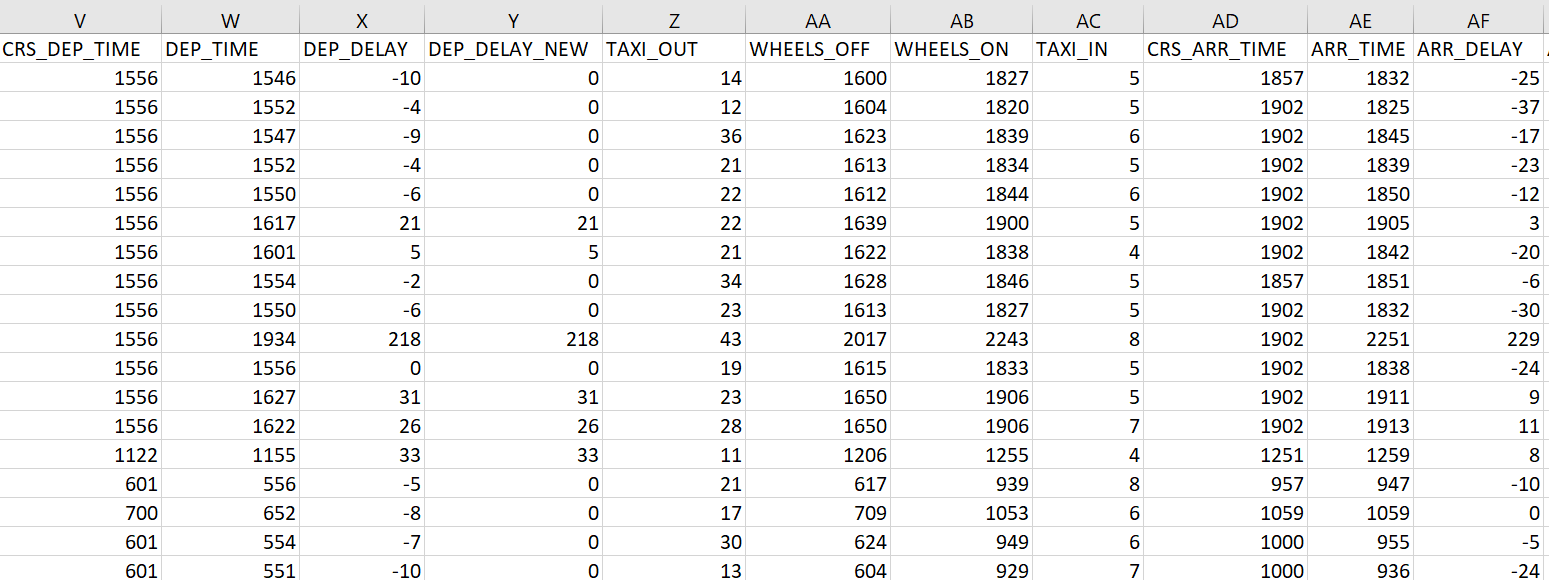 V W X Y Z AA AB AC AD AE AF
CRS_DEP_TIME DEP_TIME DEP_DELAY DEP_DELAY_NEW TAXI_OUT WHEELS_OFF WHEELS_ON TAXI_IN CRS_ARR_TIME ARR_TIME ARR_DELAY
1556 1546 -10 0 14 1600 1827 5 1857 1832 -25
1556 1552 -4 0 12 1604 1820 5 1902 1825 -37
1556 1547 -9 0 36 1623 1839 6 1902 1845 -17
1556 1552 -4 0 21 1613 1834 5 1902 1839 -23
1556 1550 -6 0 22 1612 1844 6 1902 1850 -12
1556 1617 21 21 22 1639 1900 5 1902 1905 3
1556 1601 5 5 21 1622 1838 4 1902 1842 -20
1556 1554 -2 0 34 1628 1846 5 1857 1851 -6
1556 1550 -6 0 23 1613 1827 5 1902 1832 -30
1556 1934 218 218 43 2017 2243 8 1902 2251 229
1556 1556 0 0 19 1615 1833 5 1902 1838 -24
1556 1627 31 31 23 1650 1906 5 1902 1911 9
1556 1622 26 26 28 1650 1906 7 1902 1913 11
1122 1155 33 33 11 1206 1255 4 1251 1259 8
601 556 -5 0 21 617 939 8 957 947 -10
700 652 -8 0 17 709 1053 6 1059 1059 0
601 554 -7 0 30 624 949 6 1000 955 -5
601 551 -10 0 13 604 929 7 1000 936 -24